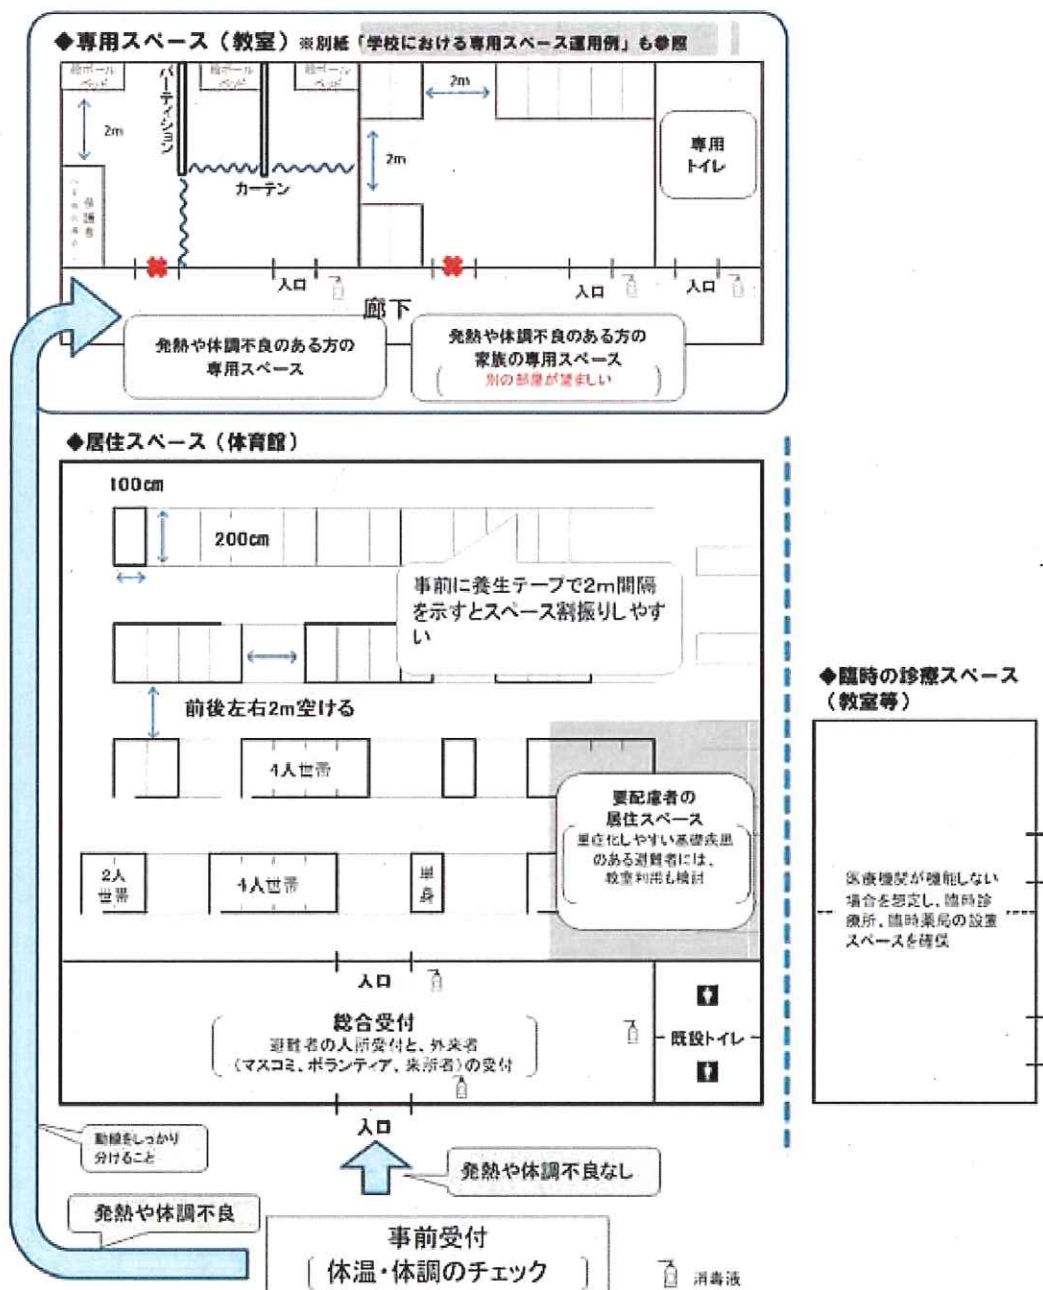 ◆専用スペース（教室）※別紙「学校における専用スペース運用例」も参照
段ボール
ベッド
パーティション
段ボール
ベッド
段ボール
ベッド
2m
2m
2m
保護者
カーテン
専用
トイレ
入口
入口
入口
廊下
発熱や体調不良のある方の
専用スペース
発熱や体調不良のある方の
家族の専用スペース
別の部屋が望ましい
◆居住スペース（体育館）
100cm
200cm
事前に養生テープで2m間隔
を示すとスペース割振りしやす
い
前後左右2m空ける
4人世帯
2人
世帯
4人世帯
単身
要配慮者の
居住スペース
重症化しやすい基礎疾患
のある避難者には、
教室利用も検討
◆臨時の診療スペース
（教室等）
医療機関が機能しない
場合を想定し、臨時診
療所、臨時薬局の設置
スペースを確保
入口
総合受付
避難者の入所受付と、外来者
（マスコミ、ボランティア、来所者）の受付
既設トイレ
入口
動線をしっかり
分けること
発熱や体調不良なし
発熱や体調不良
事前受付
体温・体調のチェック
消毒液